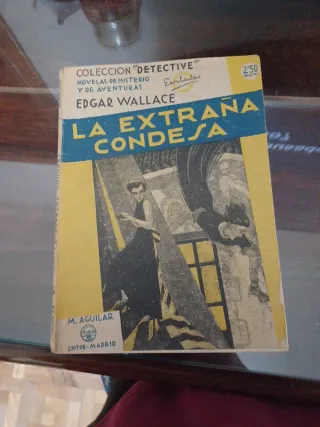 COLECCION "DETECTIVE"
NOVELAS DE MISTERIO
Y DE AVENTURAS
2'50
EDGAR WALLACE
LA EXTRAÑA
CONDESA
M. AGUILAR
EDITOR-MADRID